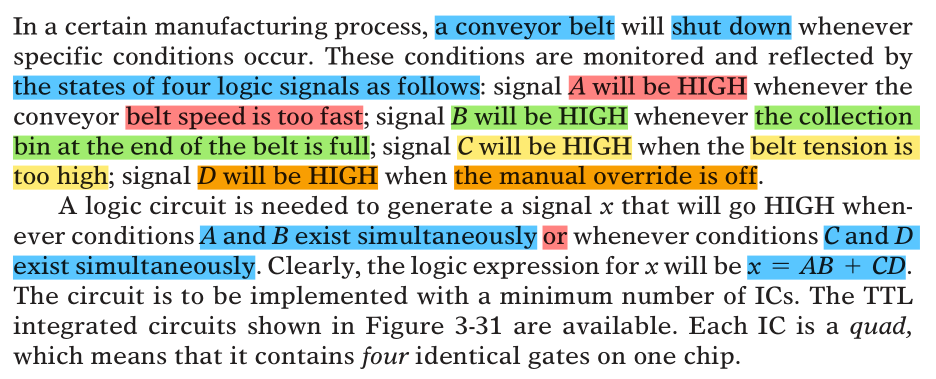 In a certain manufacturing process, a conveyor belt will shut down whenever
specific conditions occur. These conditions are monitored and reflected by
the states of four logic signals as follows: signal A will be HIGH whenever the
conveyor belt speed is too fast; signal B will be HIGH whenever the collection
bin at the end of the belt is full; signal C will be HIGH when the belt tension is
too high; signal D will be HIGH when the manual override is off.
A logic circuit is needed to generate a signal x that will go HIGH when-
ever conditions A and B exist simultaneously or whenever conditions C and D
exist simultaneously. Clearly, the logic expression for x will be x = AB + CD.
The circuit is to be implemented with a minimum number of ICs. The TTL
integrated circuits shown in Figure 3-31 are available. Each IC is a quad,
which means that it contains four identical gates on one chip.